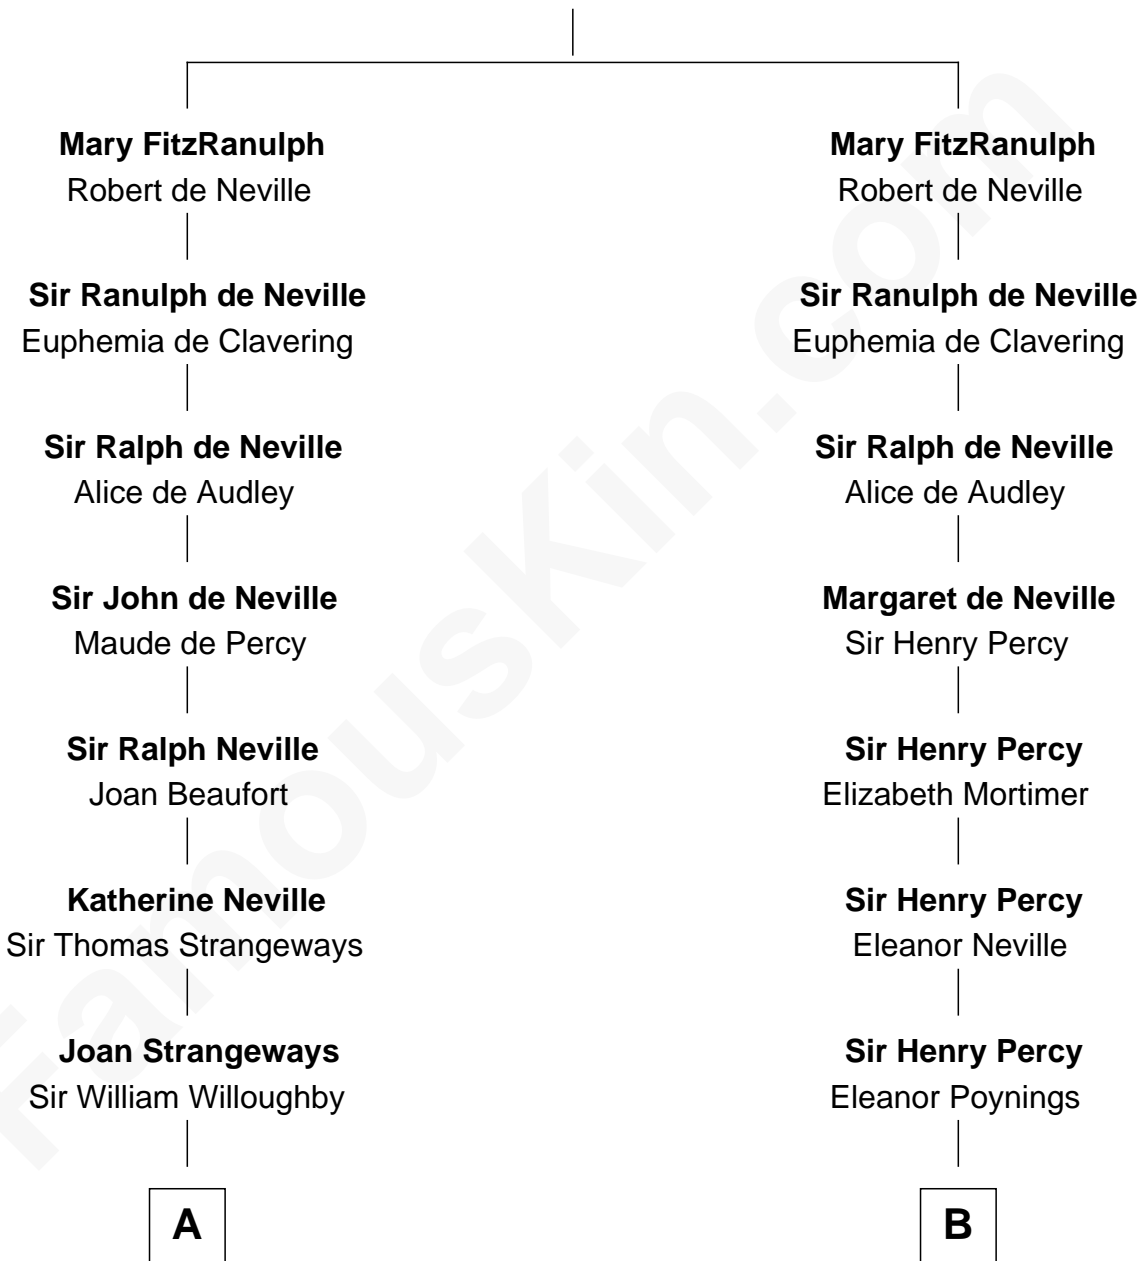 Mary FitzRanulph
Robert de Neville
Sir Ranulph de Neville
Euphemia de Clavering
Sir Ralph de Neville
Alice de Audley
Sir John de Neville
Maude de Percy
Sir Ralph Neville
Joan Beaufort
Katherine Neville
Sir Thomas Strangeways
Joan Strangeways
Sir William Willoughby
A
Mary FitzRanulph
Robert de Neville
Sir Ranulph de Neville
Euphemia de Clavering
Sir Ralph de Neville
Alice de Audley
Margaret de Neville
Sir Henry Percy
Sir Henry Percy
Elizabeth Mortimer
Sir Henry Percy
Eleanor Neville
Sir Henry Percy
Eleanor Poynings
B
FamousKin.com